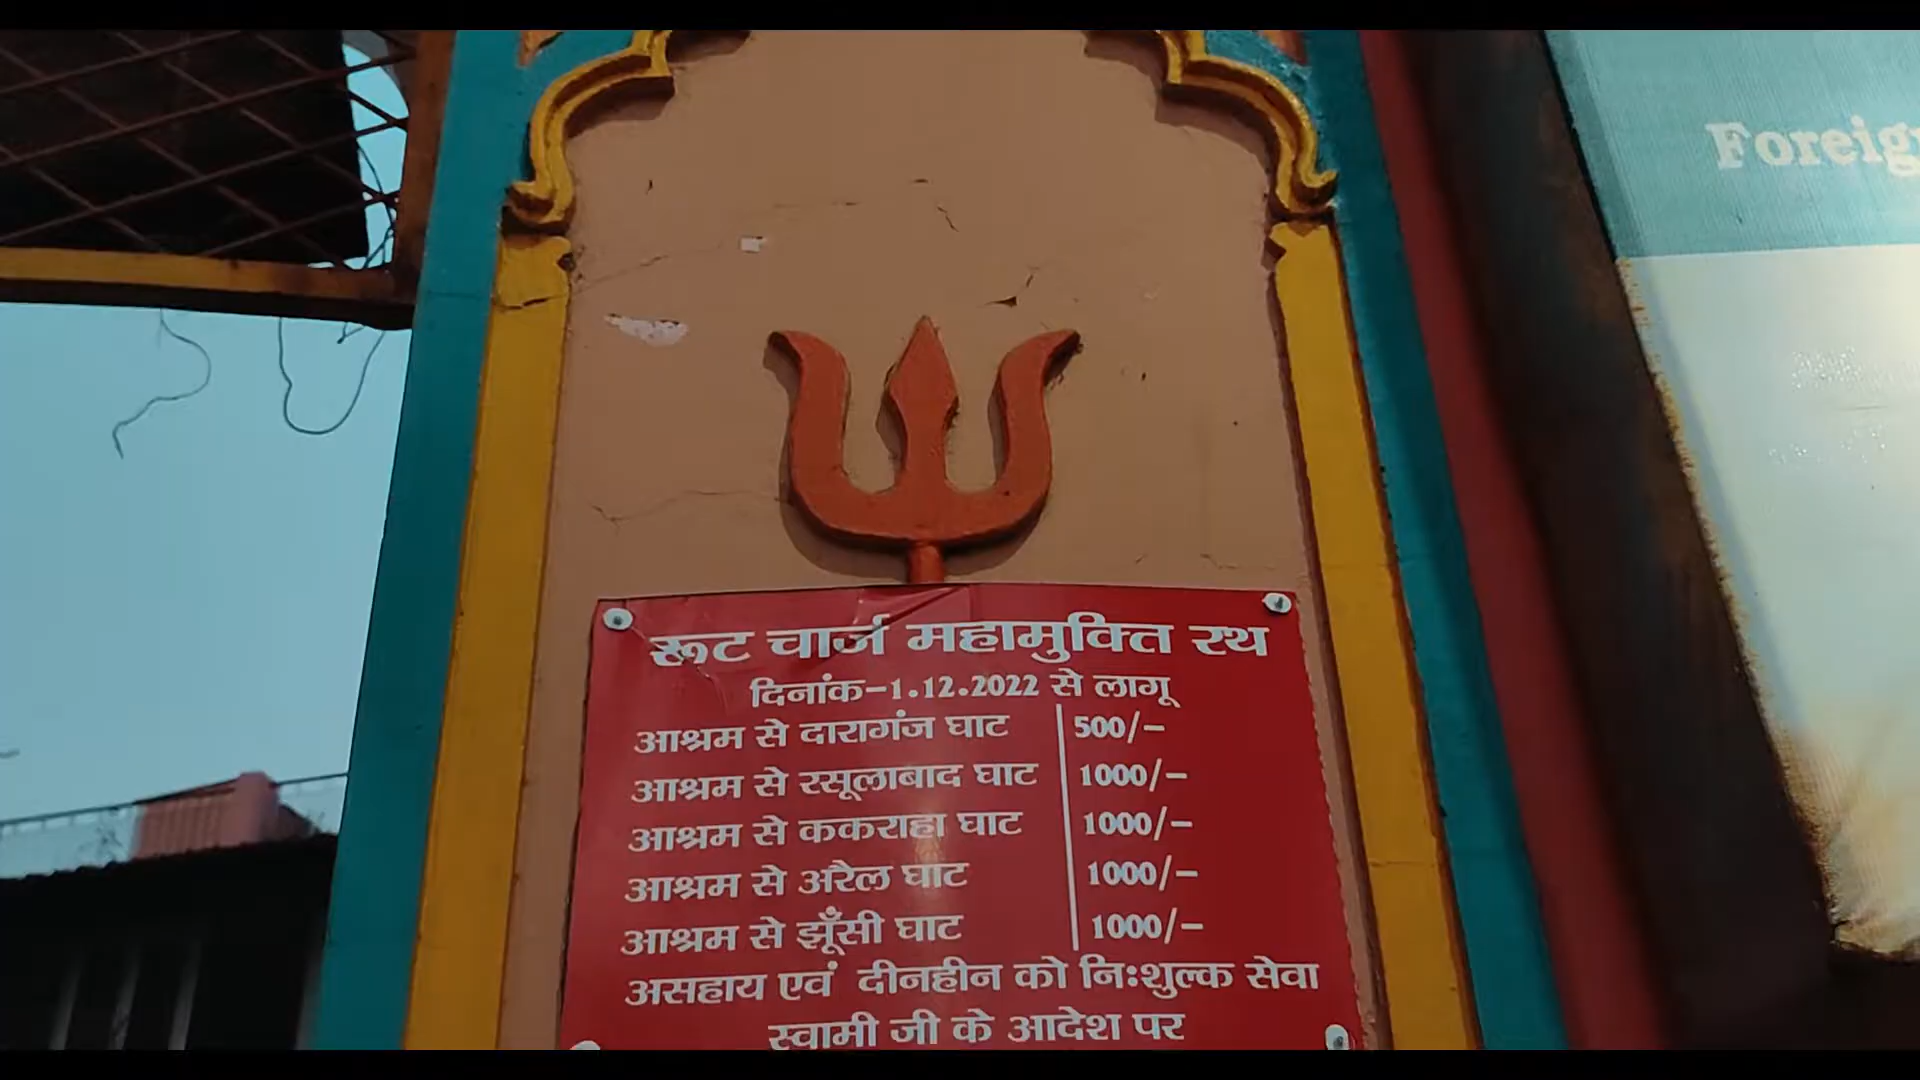 रूट चार्ज महामुक्ति रथ
दिनांक-1.12.2022 से लागू
आश्रम से दारागंज घाट 500/-
आश्रम से रसूलाबाद घाट 1000/-
आश्रम से ककराहा घाट 1000/-
आश्रम से अरैल घाट 1000/-
आश्रम से झूँसी घाट 1000/-
असहाय एवं दीनहीन को निःशुल्क सेवा
स्वामी जी के आदेश पर